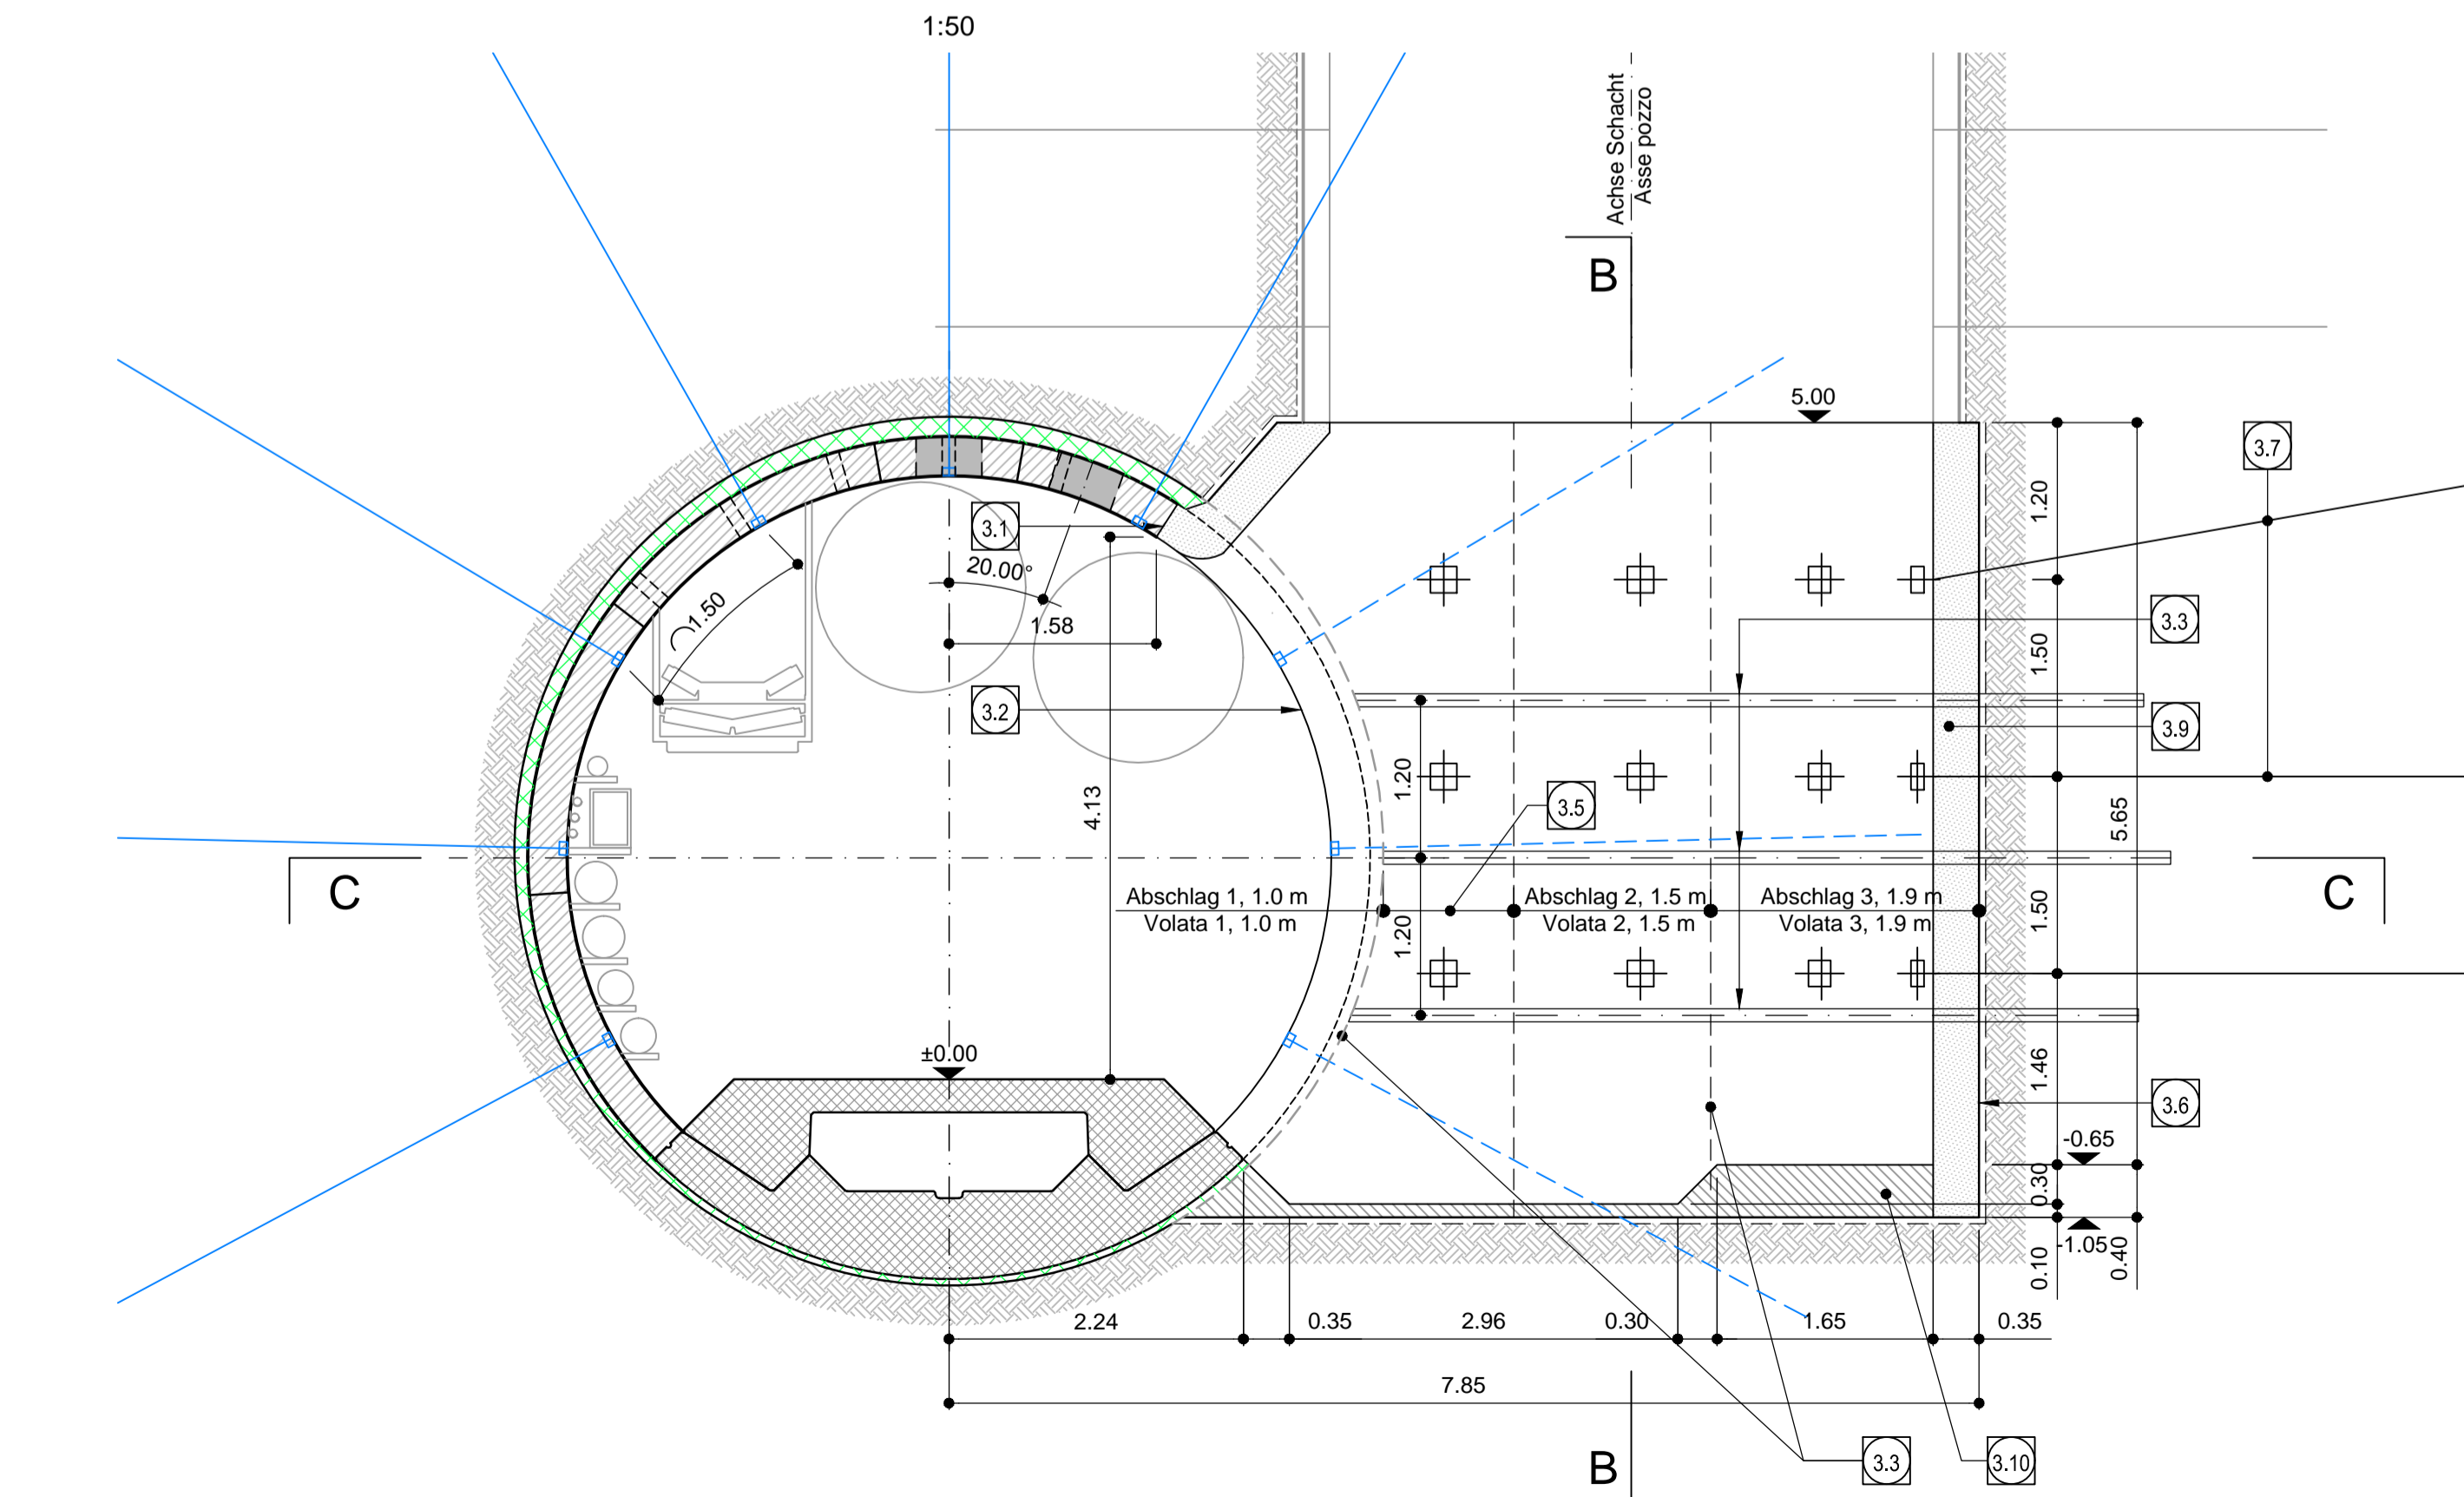 1:50
Achse Schacht
Asse pozzo
B
5.00
3.7
1.20
3.1
20.00°
1.50
1.58
3.3
1.50
3.2
3.9
1.20
4.13
3.5
5.65
C
C
Abschlag 1, 1.0 m
Volata 1, 1.0 m
Abschlag 2, 1.5 m
Volata 2, 1.5 m
Abschlag 3, 1.9 m
Volata 3, 1.9 m
1.20
1.50
±0.00
1.46
3.6
-0.65
0.30
-1.05
0.10
0.40
2.24
0.35
2.96
0.30
1.65
0.35
7.85
B
3.3
3.10